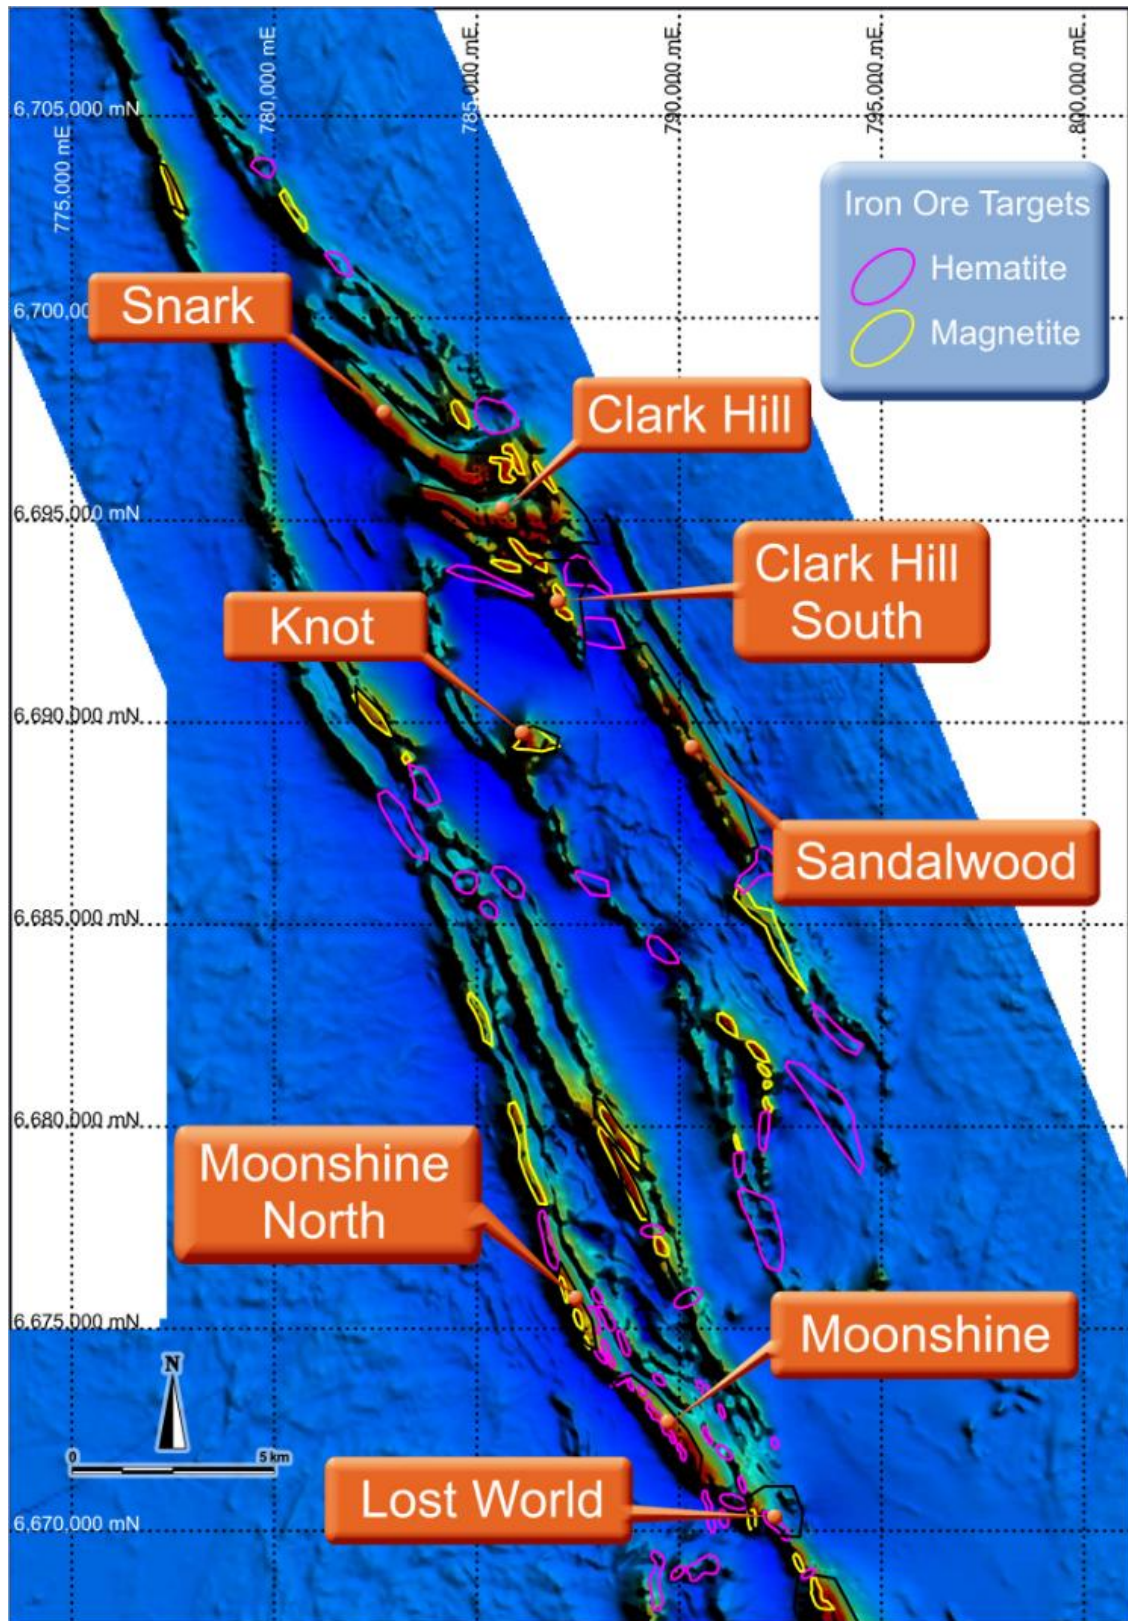 780,000 mE
785,000 mE
790,000 mE
795,000 mE
800,000 mE
6,705,000 mN
775,000 mE
Iron Ore Targets
Hematite
Magnetite
Snark
6,700,0
Clark Hill
6,695,000 mN
Clark Hill
South
Knot
6,690,000 mN
Sandalwood
6,685,000 mN
6,680,000 mN
Moonshine
North
6,675,000 mN
Moonshine
N
0 5 km
Lost World
6,670,000 mN